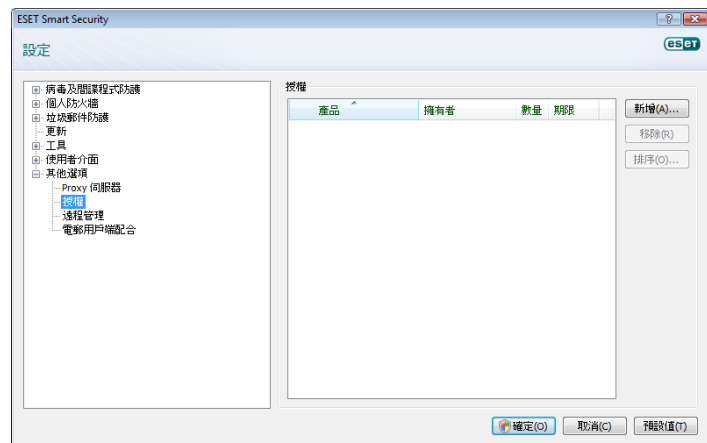 ESET Smart Security
設定
eset
病毒及間諜程式防護
個人防火牆
垃圾郵件防護
更新
工具
使用者介面
其他選項
Proxy 伺服器
授權
遠程管理
電郵用戶端配合
授權
產品 擁有者 數量 期限
新增(A)...
移除(R)
排序(O)...
確定(O) 取消(C) 預設值(T)